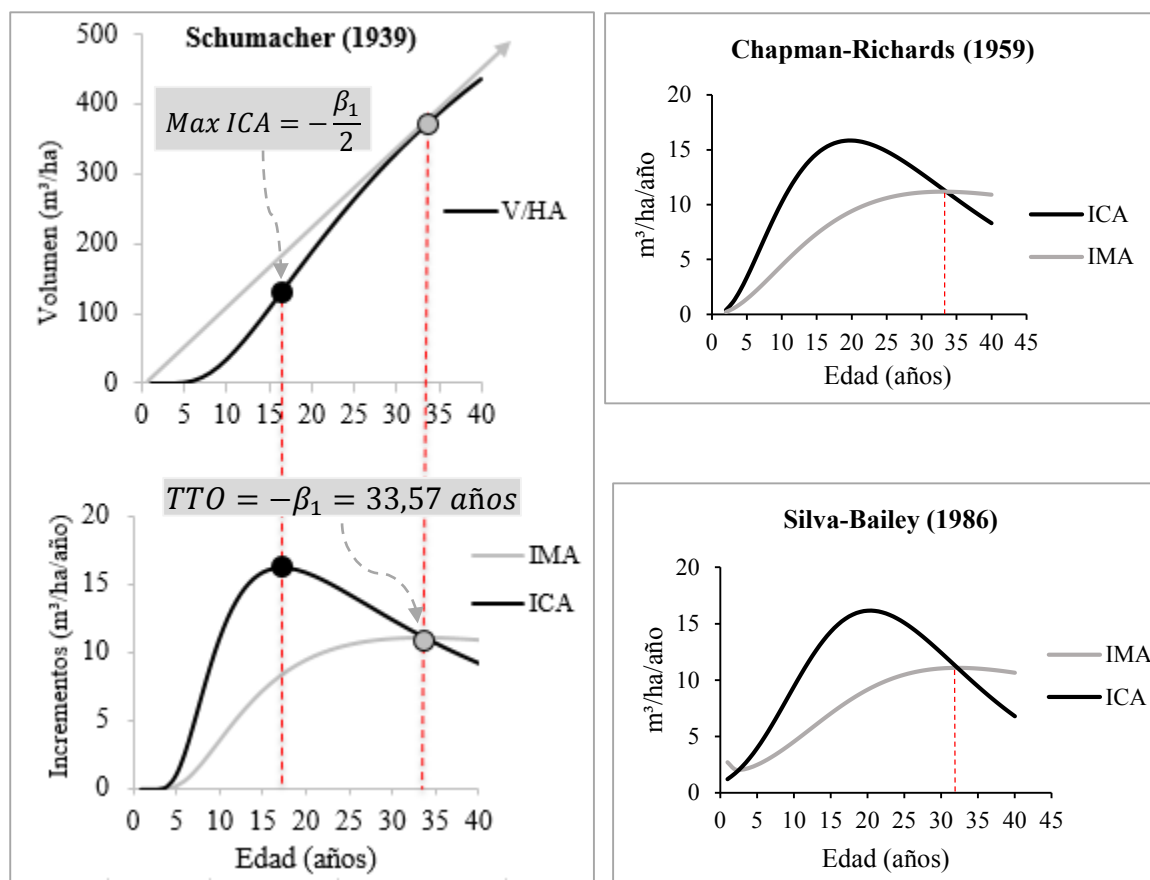 Schumacher (1939)
500
400
300
200
100
0
Volumen (m³/ha)
Max ICA = − β₁/2
V/HA
0 5 10 15 20 25 30 35 40
TTO = −β₁ = 33,57 años
20
15
10
5
0
Incrementos (m³/ha/año)
IMA
ICA
0 5 10 15 20 25 30 35 40
Edad (años)
Chapman-Richards (1959)
20
15
10
5
0
m³/ha/año
ICA
IMA
0 5 10 15 20 25 30 35 40 45
Edad (años)
Silva-Bailey (1986)
20
15
10
5
0
m³/ha/año
IMA
ICA
0 5 10 15 20 25 30 35 40 45
Edad (años)